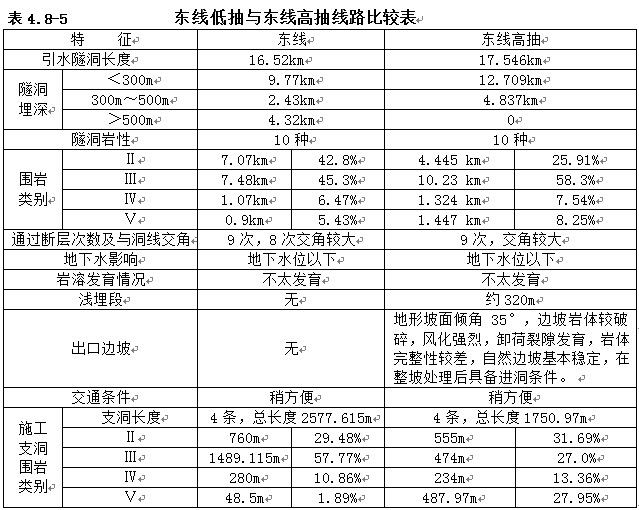 表 4.8-5 东线低抽与东线高抽线路比较表
特 征 东线 东线高抽
引水隧洞长度 16.52km 17.546km
隧洞埋深 <300m 9.77km 12.709km
300m～500m 2.43km 4.837km
>500m 4.32km 0
隧洞岩性 10 种 10 种
围岩类别 Ⅱ 7.07km 42.8% 4.445 km 25.91%
Ⅲ 7.48km 45.3% 10.23 km 58.3%
Ⅳ 1.07km 6.47% 1.324 km 7.54%
Ⅴ 0.9km 5.43% 1.447 km 8.25%
通过断层次数及与洞线交角 9 次，8 次交角较大 9 次，交角较大
地下水影响 地下水位以下 地下水位以下
岩溶发育情况 不太发育 不太发育
浅埋段 无 约320m
出口边坡 无 地形坡面倾角 35°，边坡岩体较破
碎，风化强烈，卸荷裂隙发育，岩体
完整性较差，自然边坡基本稳定，在
整坡处理后具备进洞条件。
交通条件 稍方便 稍方便
施工支洞围岩类别 支洞长度 4 条，总长度 2577.615m 4 条，总长度 1750.97m
Ⅱ 760m 29.48% 555m 31.69%
Ⅲ 1489.115m 57.77% 474m 27.0%
Ⅳ 280m 10.86% 234m 13.36%
Ⅴ 48.5m 1.89% 487.97m 27.95%